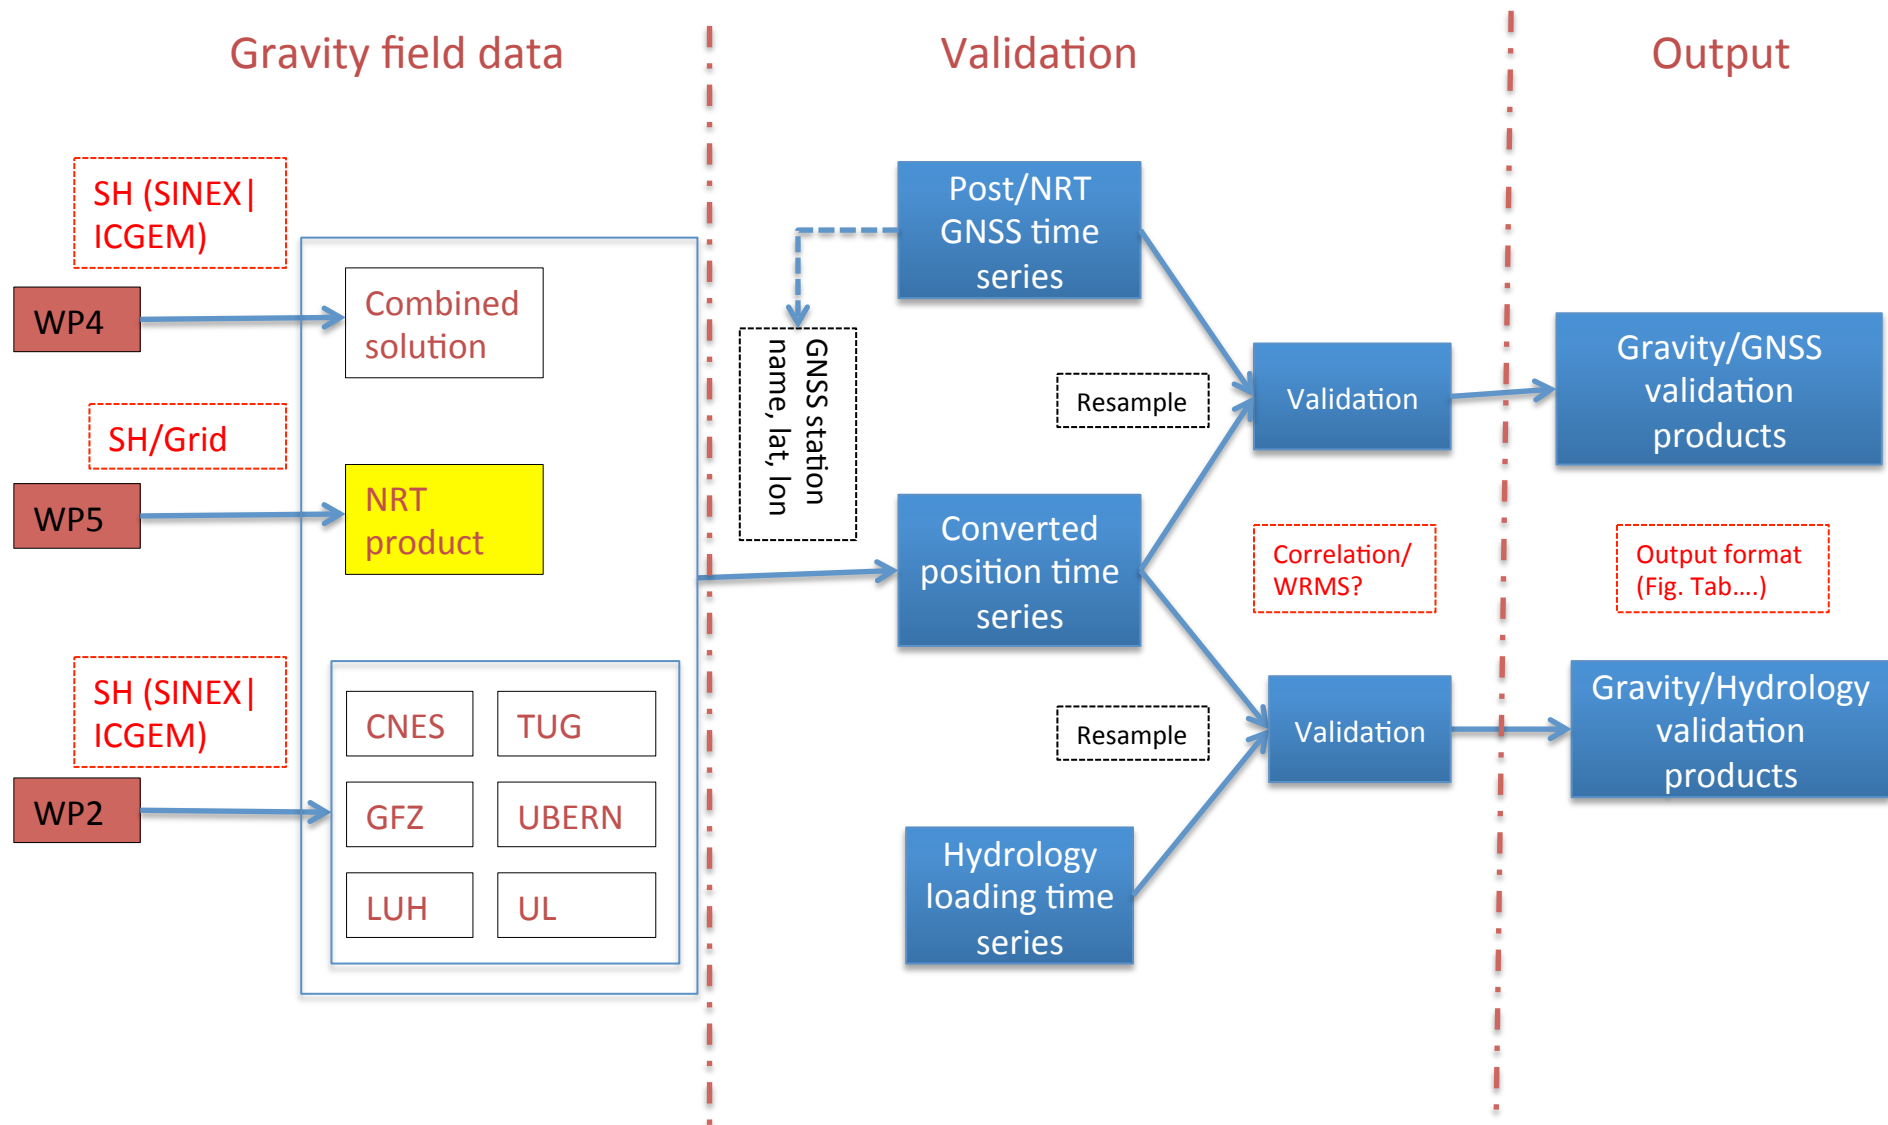 Gravity field data
Validation
Output
SH (SINEX|
ICGEM)
WP4
Combined
solution
SH/Grid
WP5
NRT
product
SH (SINEX|
ICGEM)
WP2
CNES
TUG
GFZ
UBERN
LUH
UL
Post/NRT
GNSS time
series
GNSS station
name, lat, lon
Resample
Validation
Converted
position time
series
Correlation/
WRMS?
Resample
Validation
Hydrology
loading time
series
Gravity/GNSS
validation
products
Output format
(Fig. Tab....)
Gravity/Hydrology
validation
products